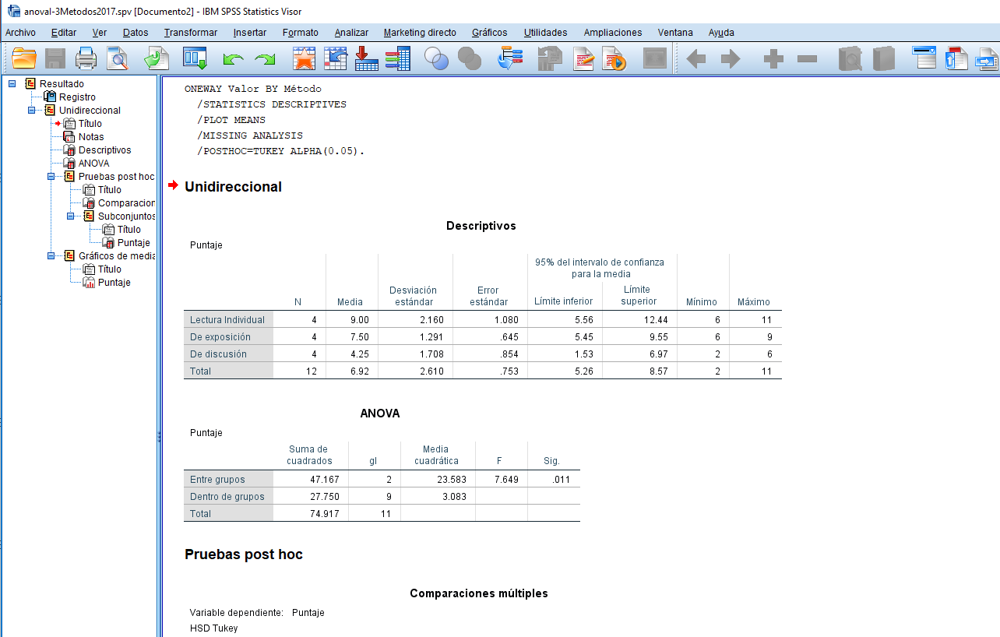 anoval-3Metodos2017.spv [Documento2] - IBM SPSS Statistics Visor
Archivo Editar Ver Datos Transformar Insertar Formato Analizar Marketing directo Gráficos Utilidades Ampliaciones Ventana Ayuda
Resultado
Registro
Unidireccional
Título
Notas
Descriptivos
ANOVA
Pruebas post hoc
Título
Comparacion
Subconjuntos
Título
Puntaje
Gráficos de media
Título
Puntaje
ONEWAY Valor BY Método
/STATISTICS DESCRIPTIVES
/PLOT MEANS
/MISSING ANALYSIS
/POSTHOC=TUKEY ALPHA(0.05).
Unidireccional
Descriptivos
Puntaje
95% del intervalo de confianza
para la media
N Media Desviación estándar Error estándar Límite inferior Límite superior Mínimo Máximo
Lectura Individual 4 9.00 2.160 1.080 5.56 12.44 6 11
De exposición 4 7.50 1.291 .645 5.45 9.55 6 9
De discusión 4 4.25 1.708 .854 1.53 6.97 2 6
Total 12 6.92 2.610 .753 5.26 8.57 2 11
ANOVA
Puntaje
Suma de cuadrados gl Media cuadrática F Sig.
Entre grupos 47.167 2 23.583 7.649 .011
Dentro de grupos 27.750 9 3.083
Total 74.917 11
Pruebas post hoc
Comparaciones múltiples
Variable dependiente: Puntaje
HSD Tukey